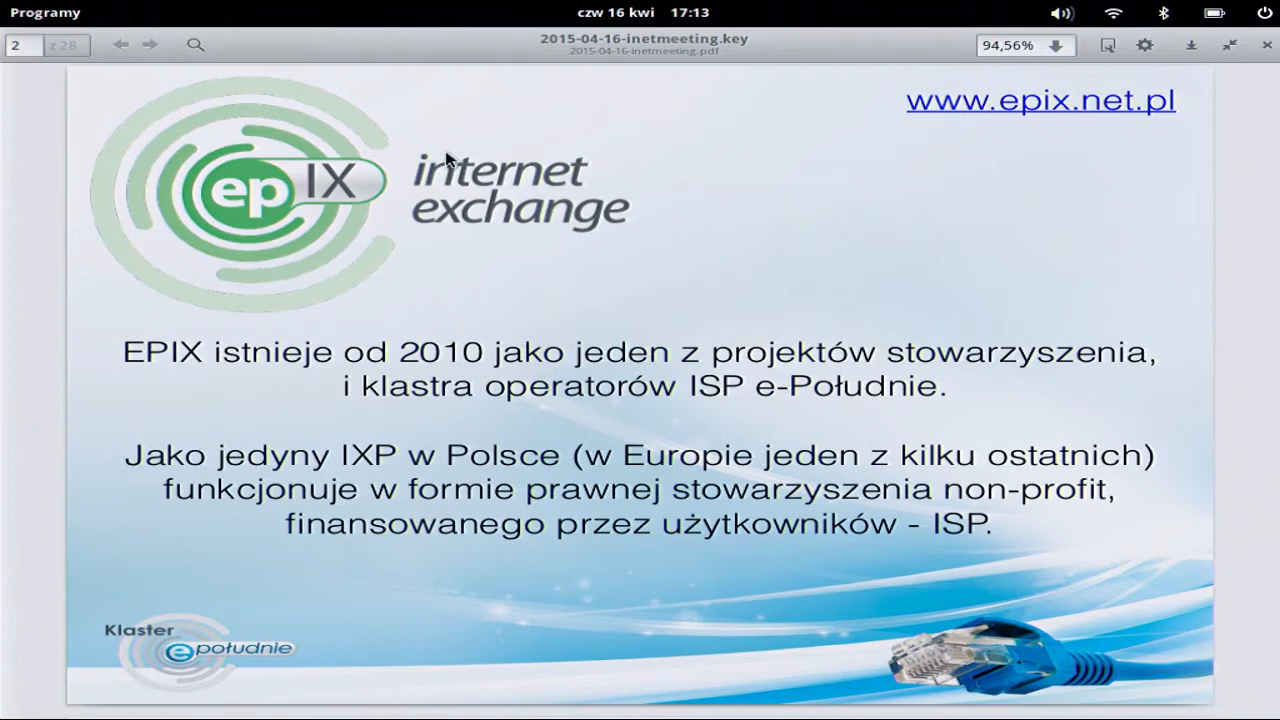 Programy
czw 16 kwi 17:13
2 z 28
2015-04-16-inetmeeting.key
2015-04-16-inetmeeting.pdf
94,56%
www.epix.net.pl
ep IX
internet
exchange
EPIX istnieje od 2010 jako jeden z projektów stowarzyszenia,
i klastra operatorów ISP e-Południe.
Jako jedyny IXP w Polsce (w Europie jeden z kilku ostatnich)
funkcjonuje w formie prawnej stowarzyszenia non-profit,
finansowanego przez użytkowników - ISP.
Klaster
e południe